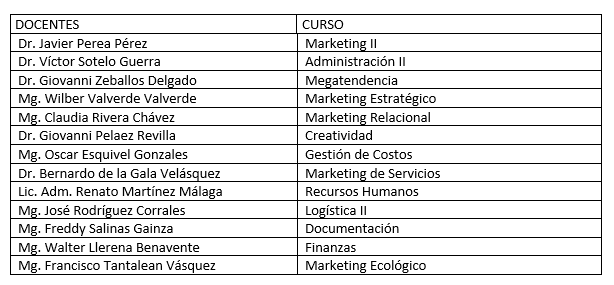 DOCENTES CURSO
Dr. Javier Perea Pérez Marketing II
Dr. Víctor Sotelo Guerra Administración II
Dr. Giovanni Zeballos Delgado Megatendencia
Mg. Wilber Valverde Valverde Marketing Estratégico
Mg. Claudia Rivera Chávez Marketing Relacional
Dr. Giovanni Pelaez Revilla Creatividad
Mg. Oscar Esquivel Gonzales Gestión de Costos
Dr. Bernardo de la Gala Velásquez Marketing de Servicios
Lic. Adm. Renato Martínez Málaga Recursos Humanos
Mg. José Rodríguez Corrales Logística II
Mg. Freddy Salinas Gainza Documentación
Mg. Walter Llerena Benavente Finanzas
Mg. Francisco Tantalean Vásquez Marketing Ecológico